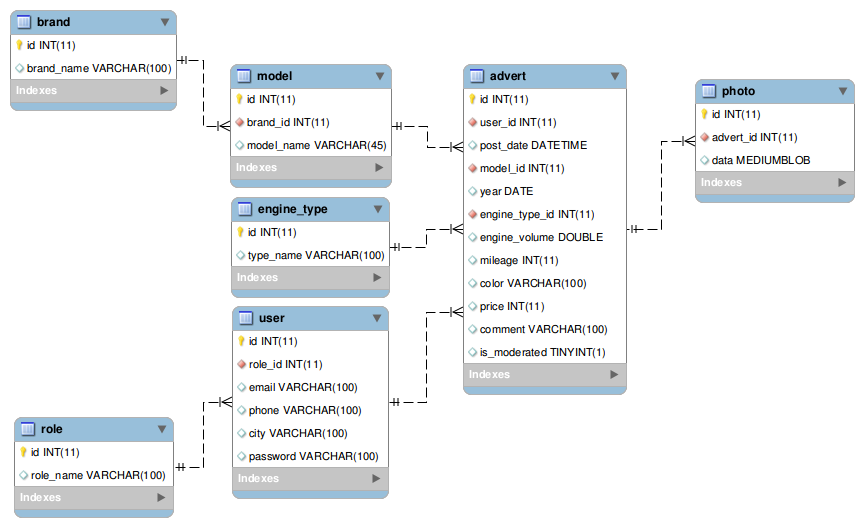 brand
id INT(11)
brand_name VARCHAR(100)
Indexes
model
id INT(11)
brand_id INT(11)
model_name VARCHAR(45)
Indexes
engine_type
id INT(11)
type_name VARCHAR(100)
Indexes
user
id INT(11)
role_id INT(11)
email VARCHAR(100)
phone VARCHAR(100)
city VARCHAR(100)
password VARCHAR(100)
Indexes
role
id INT(11)
role_name VARCHAR(100)
Indexes
advert
id INT(11)
user_id INT(11)
post_date DATETIME
model_id INT(11)
year DATE
engine_type_id INT(11)
engine_volume DOUBLE
mileage INT(11)
color VARCHAR(100)
price INT(11)
comment VARCHAR(100)
is_moderated TINYINT(1)
Indexes
photo
id INT(11)
advert_id INT(11)
data MEDIUMBLOB
Indexes